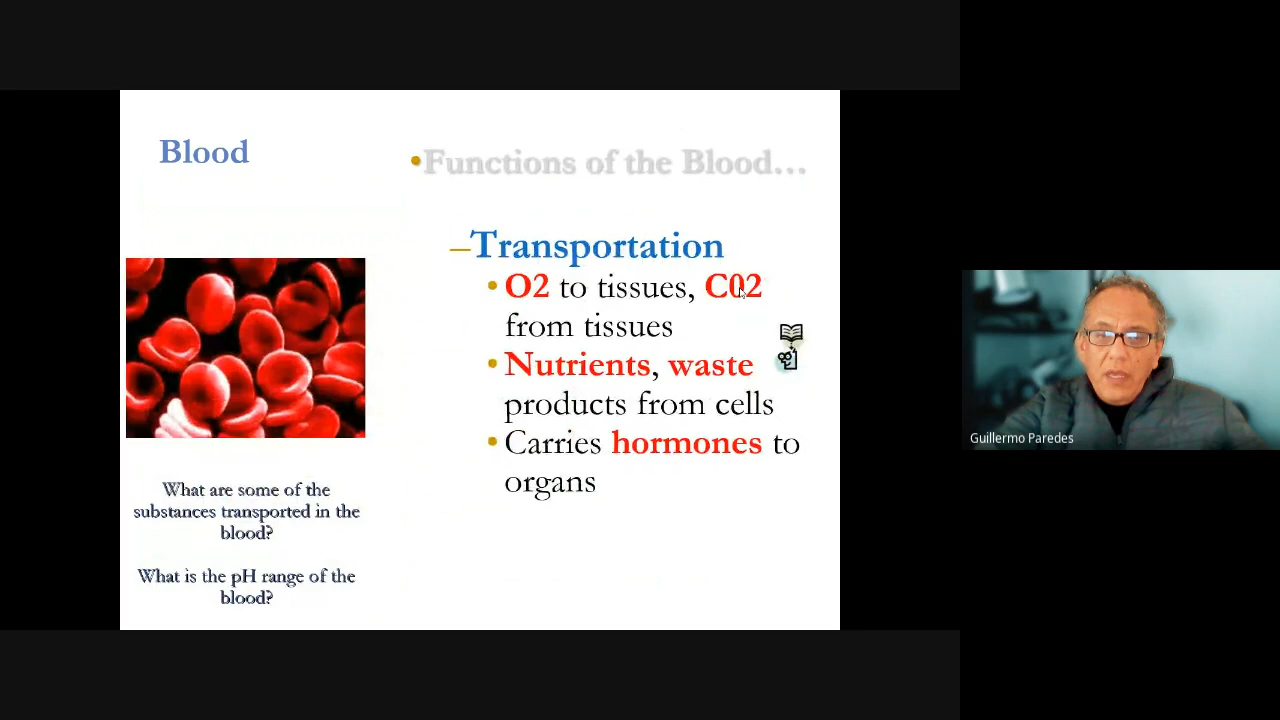 Blood
•Functions of the Blood...
–Transportation
• O2 to tissues, C02
from tissues
• Nutrients, waste
products from cells
• Carries hormones to
organs
What are some of the
substances transported in the
blood?
What is the pH range of the
blood?
Guillermo Paredes